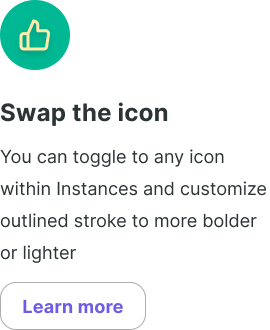 Swap the icon
You can toggle to any icon
within Instances and customize
outlined stroke to more bolder
or lighter
Learn more